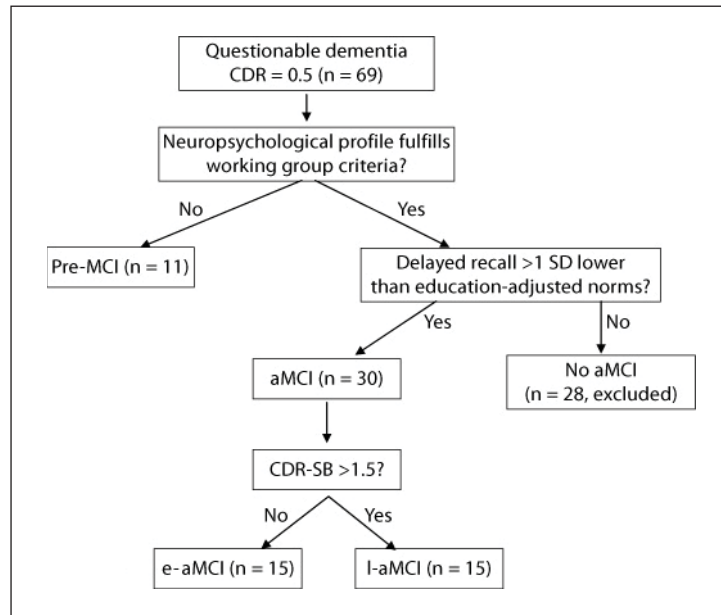 Questionable dementia
CDR = 0.5 (n = 69)
Neuropsychological profile fulfills
working group criteria?
No
Yes
Pre-MCI (n = 11)
Delayed recall >1 SD lower
than education-adjusted norms?
Yes
No
aMCI (n = 30)
No aMCI
(n = 28, excluded)
CDR-SB >1.5?
No
Yes
e-aMCI (n = 15)
l-aMCI (n = 15)